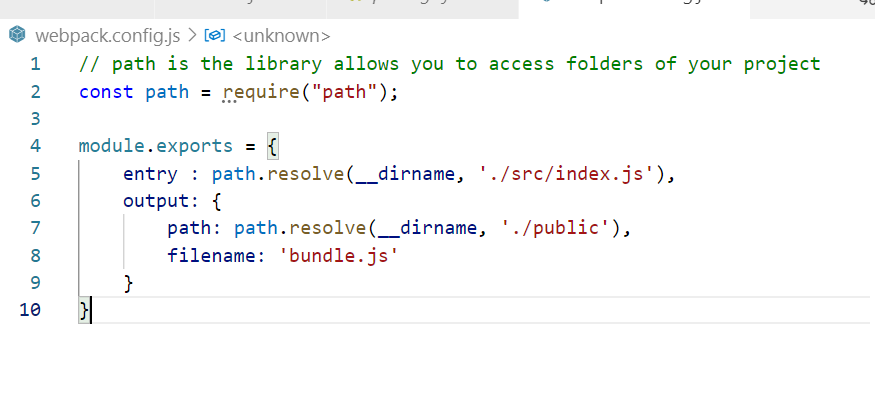 webpack.config.js > <unknown>
1 // path is the library allows you to access folders of your project
2 const path = require("path");
3
4 module.exports = {
5 entry : path.resolve(__dirname, './src/index.js'),
6 output: {
7 path: path.resolve(__dirname, './public'),
8 filename: 'bundle.js'
9 }
10 }